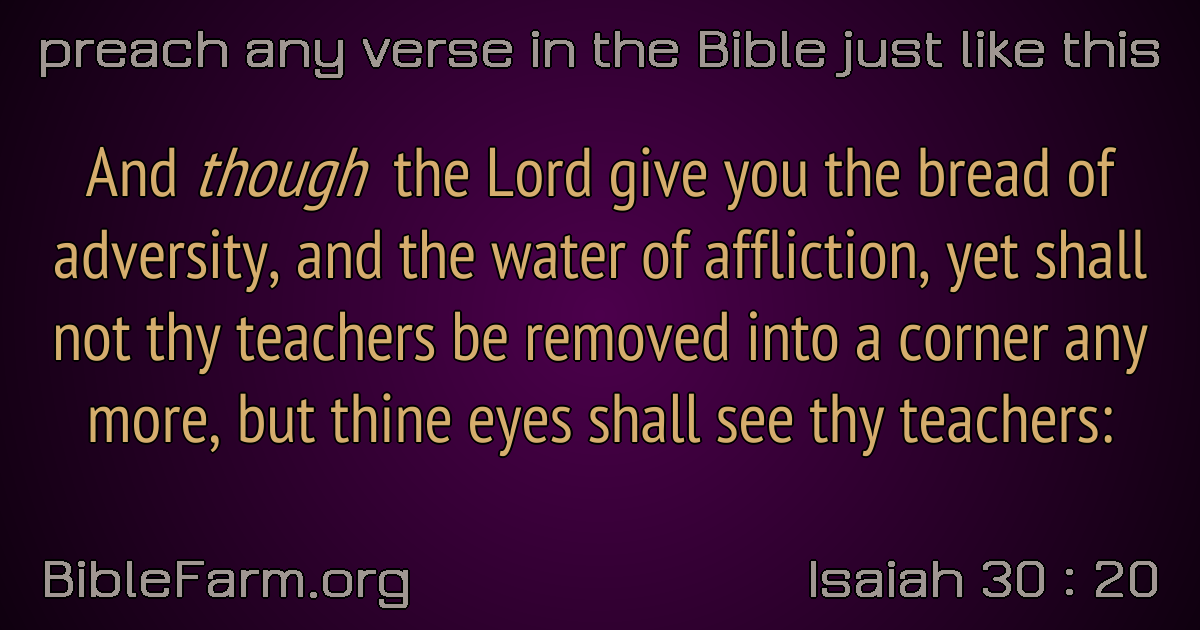 preach any verse in the Bible just like this
And though the Lord give you the bread of
adversity, and the water of affliction, yet shall
not thy teachers be removed into a corner any
more, but thine eyes shall see thy teachers:
BibleFarm.org
Isaiah 30 : 20